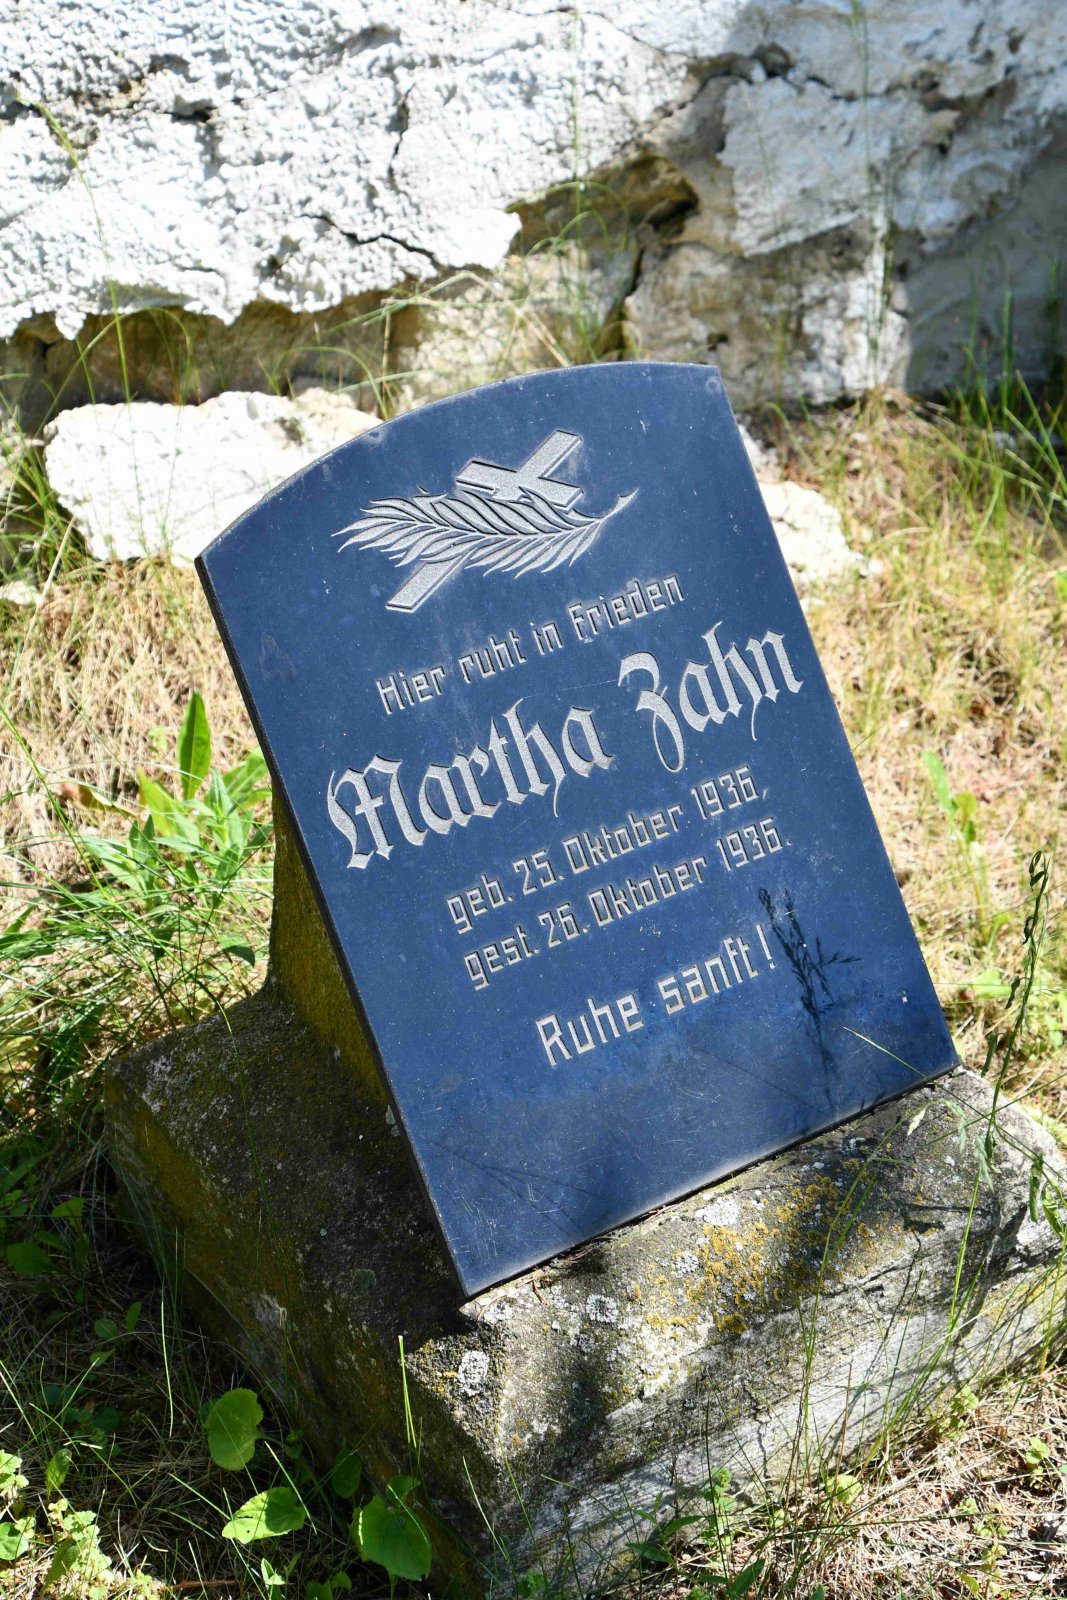 Hier ruht in Frieden
Martha Zahn
geb. 25. Oktober 1936,
gest. 26. Oktober 1936.
Ruhe sanft!